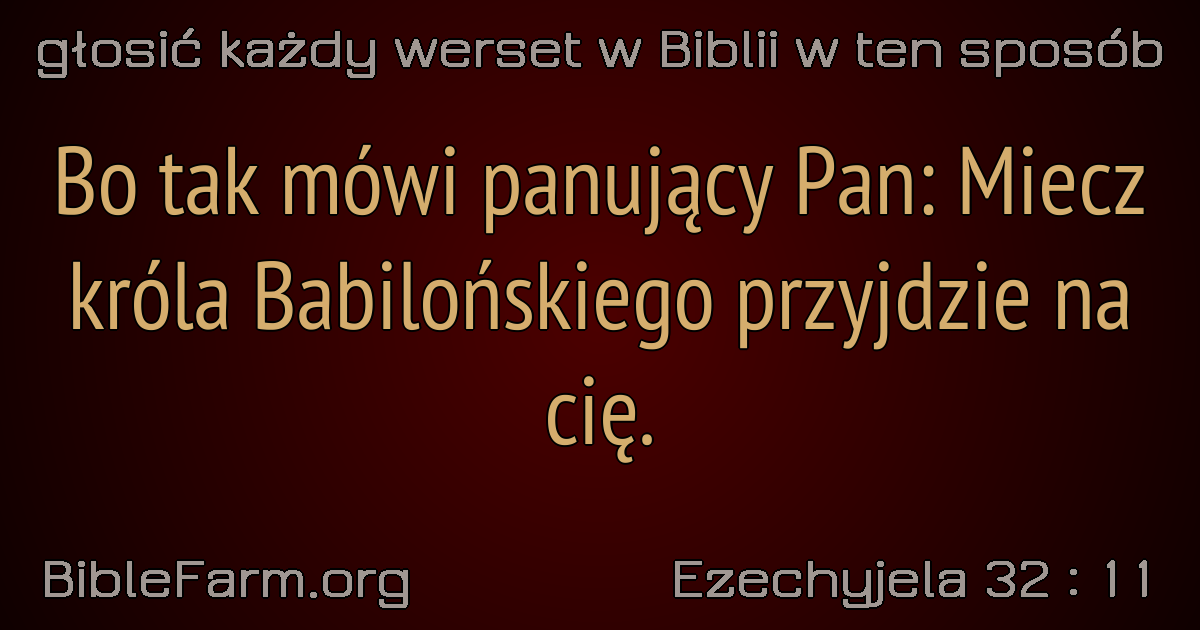 głosić każdy werset w Biblii w ten sposób
Bo tak mówi panujący Pan: Miecz
króla Babilońskiego przyjdzie na
cię.
BibleFarm.org
Ezechyjela 32 : 11